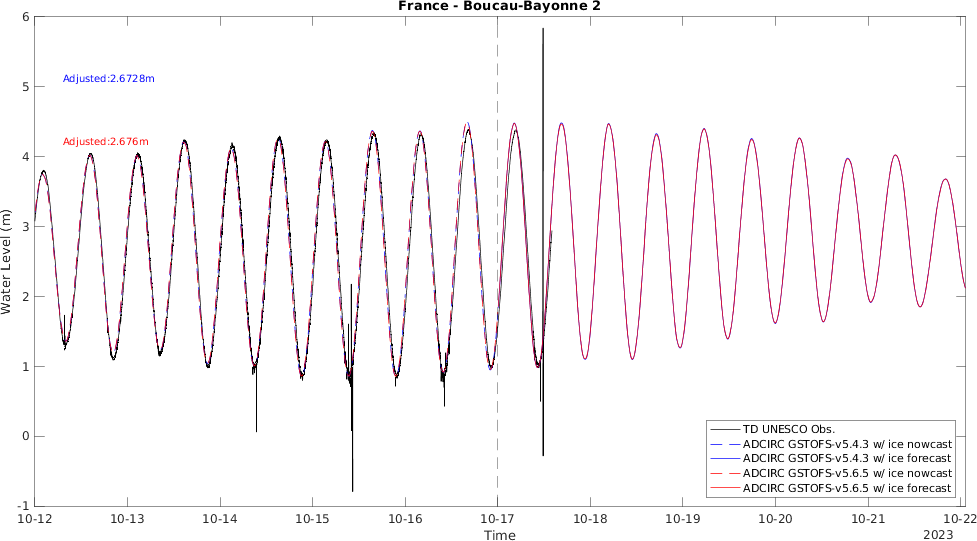 France - Boucau-Bayonne 2
6
5
4
3
2
1
0
-1
Water Level (m)
Adjusted:2.6728m
Adjusted:2.676m
TD UNESCO Obs.
ADCIRC GSTOFS-v5.4.3 w/ ice nowcast
ADCIRC GSTOFS-v5.4.3 w/ ice forecast
ADCIRC GSTOFS-v5.6.5 w/ ice nowcast
ADCIRC GSTOFS-v5.6.5 w/ ice forecast
10-12 10-13 10-14 10-15 10-16 10-17 10-18 10-19 10-20 10-21 10-22
Time
2023